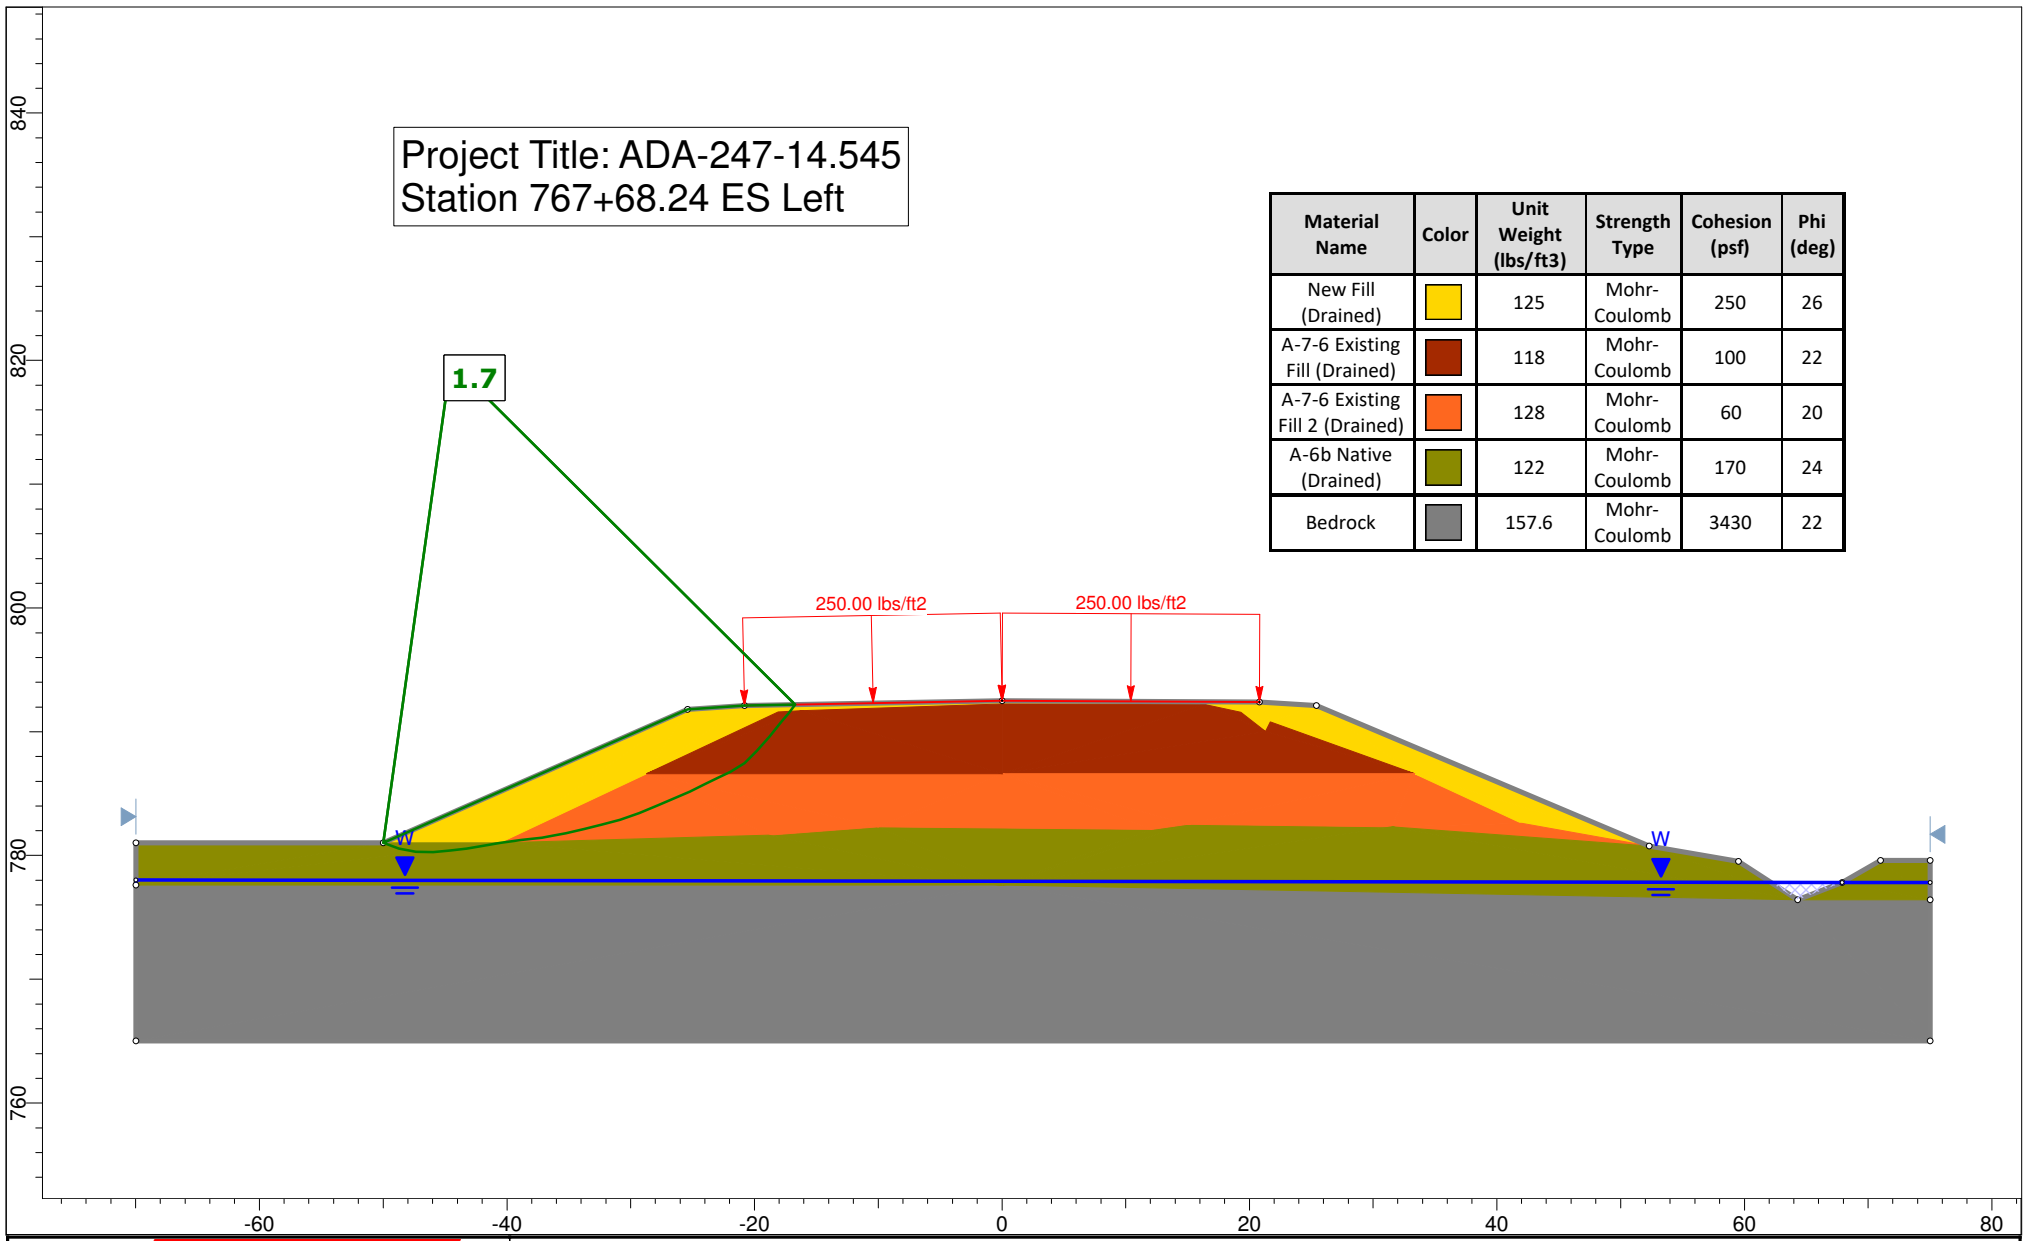 Project Title: ADA-247-14.545
Station 767+68.24 ES Left
Material
Name
Color
Unit
Weight
(lbs/ft3)
Strength
Type
Cohesion
(psf)
Phi
(deg)
New Fill
(Drained)
125
Mohr-
Coulomb
250
26
A-7-6 Existing
Fill (Drained)
118
Mohr-
Coulomb
100
22
A-7-6 Existing
Fill 2 (Drained)
128
Mohr-
Coulomb
60
20
A-6b Native
(Drained)
122
Mohr-
Coulomb
170
24
Bedrock
157.6
Mohr-
Coulomb
3430
22
1.7
250.00 lbs/ft2
250.00 lbs/ft2
W
W
840
820
800
780
760
-60
-40
-20
0
20
40
60
80